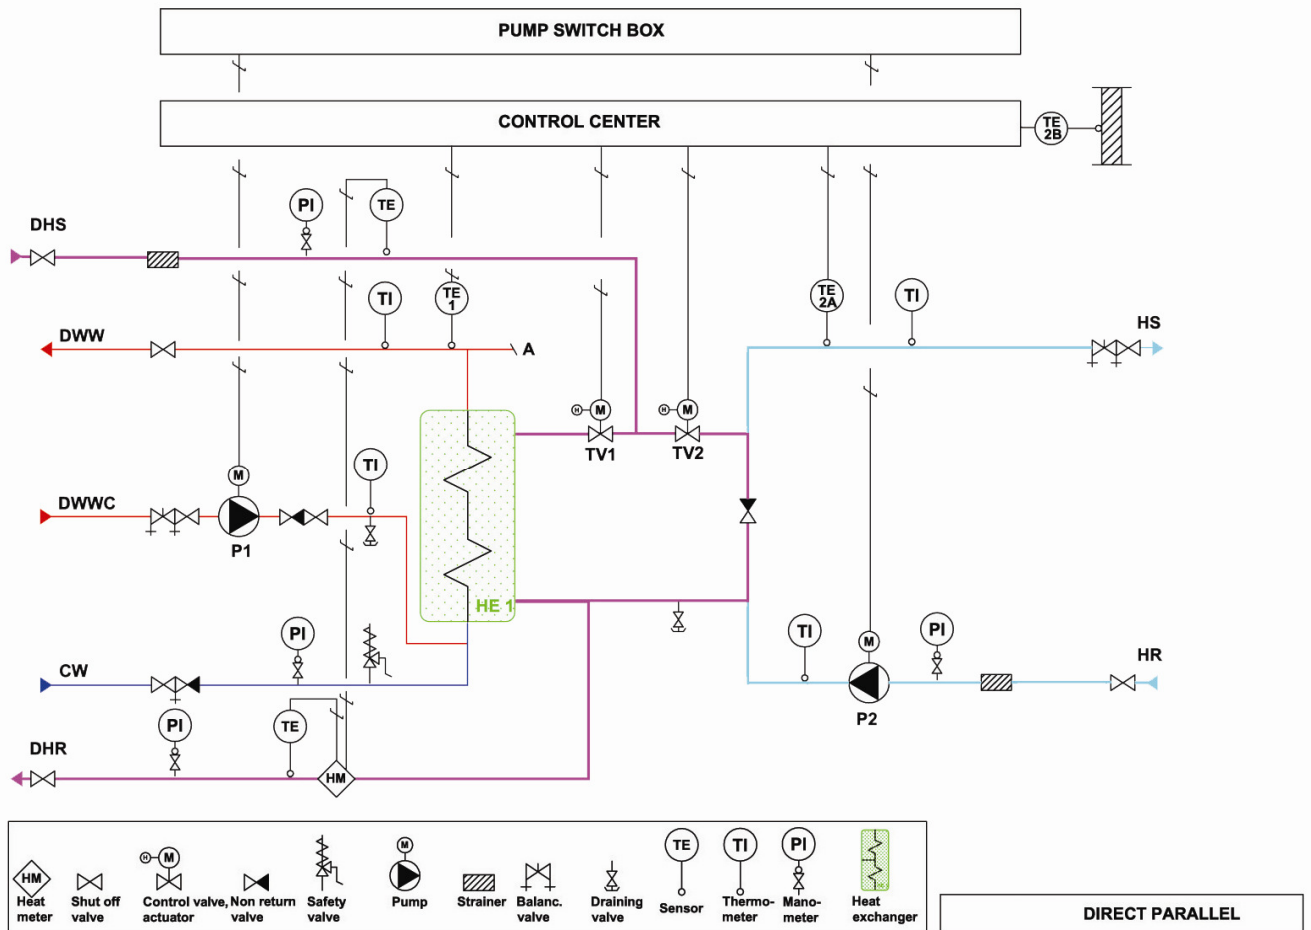 PUMP SWITCH BOX
CONTROL CENTER
TE
2B
PI
TE
DHS
TI
TE
1
TE
2A
TI
DWW
A
HS
H
M
H
M
TV1
TV2
M
TI
DWWC
P1
HE 1
PI
TI
M
PI
CW
HR
P2
PI
TE
DHR
HM
HM
Heat
meter
Shut off
valve
H
M
Control valve,
actuator
Non return
valve
Safety
valve
M
Pump
Strainer
Balanc.
valve
Draining
valve
TE
Sensor
TI
Thermo-
meter
PI
Mano-
meter
Heat
exchanger
DIRECT PARALLEL